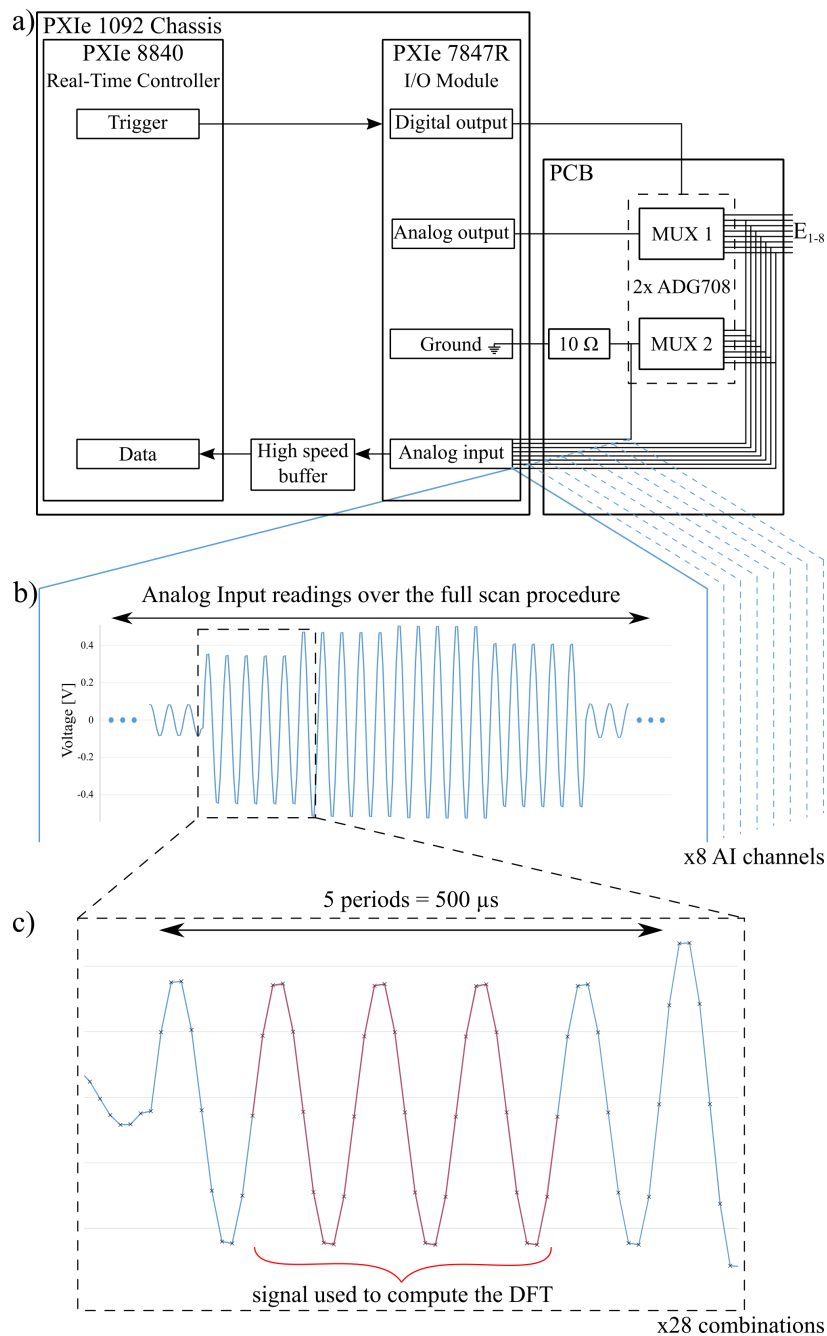 a)
PXIe 1092 Chassis
PXIe 8840
Real-Time Controller
PXIe 7847R
I/O Module
Trigger
Digital output
PCB
Analog output
MUX 1
E1-8
2x ADG708
Ground
10 Ω
MUX 2
Data
High speed
buffer
Analog input
b)
Analog Input readings over the full scan procedure
Voltage [V]
0.4
0.2
0
-0.2
-0.4
x8 AI channels
5 periods = 500 µs
c)
signal used to compute the DFT
x28 combinations